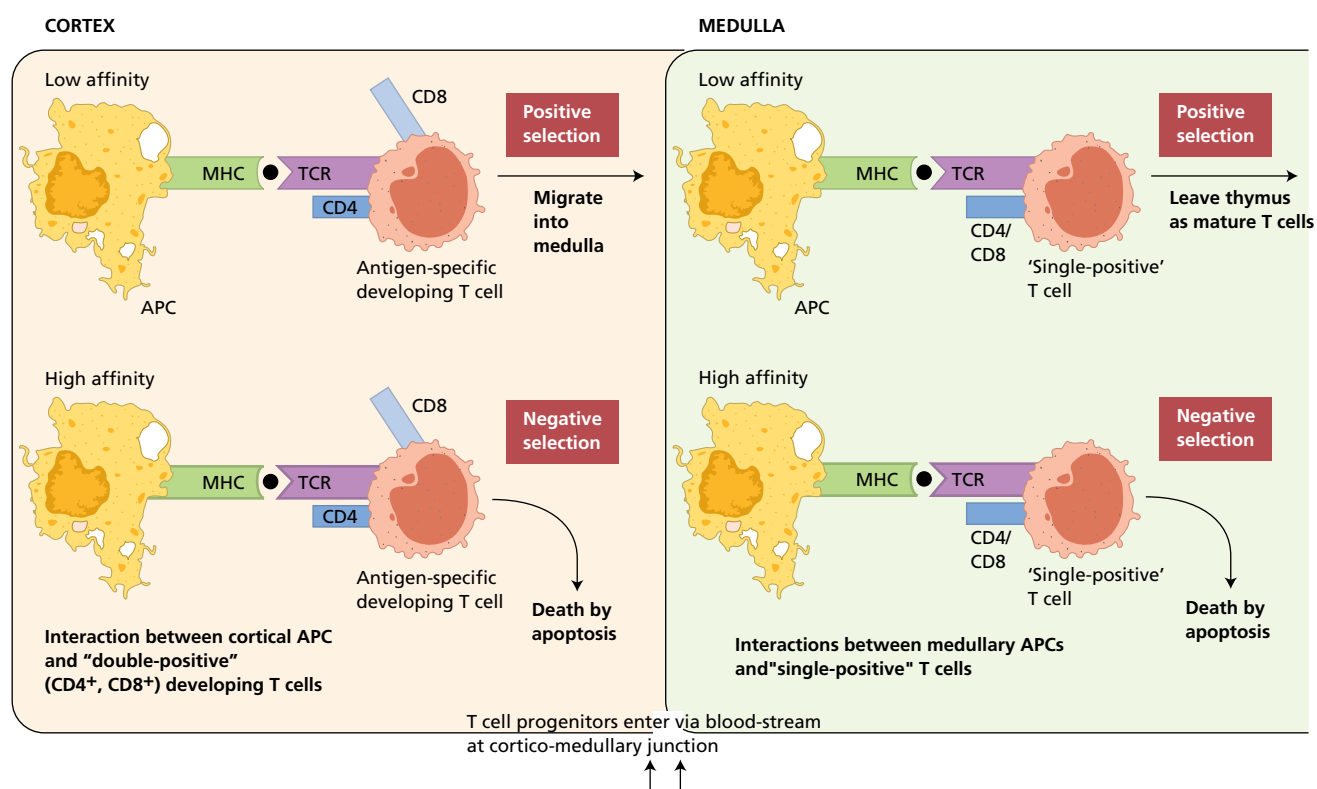 CORTEX
Low affinity
CD8
Positive
selection
MHC
TCR
CD4
Migrate
into
medulla
Antigen-specific
developing T cell
APC
High affinity
CD8
Negative
selection
MHC
TCR
CD4
Antigen-specific
developing T cell
Death by
apoptosis
Interaction between cortical APC
and “double-positive”
(CD4+, CD8+) developing T cells
MEDULLA
Low affinity
Positive
selection
MHC
TCR
CD4/
CD8
Leave thymus
as mature T cells
‘Single-positive’
T cell
APC
High affinity
Negative
selection
MHC
TCR
CD4/
CD8
‘Single-positive’
T cell
Death by
apoptosis
Interactions between medullary APCs
and"single-positive" T cells
T cell progenitors enter via blood-stream
at cortico-medullary junction